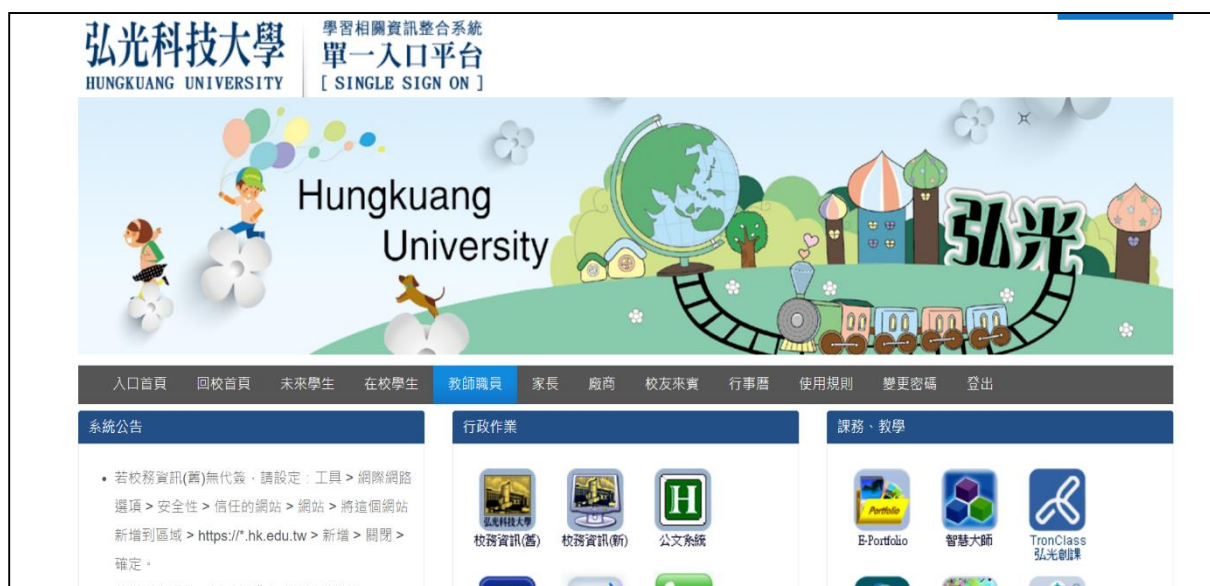 弘光科技大學
HUNGKUANG UNIVERSITY
學習相關資訊整合系統
單一入口平台
[ SINGLE SIGN ON ]
Hungkuang
University
弘光
入口首頁 回校首頁 未來學生 在校學生 教師職員 家長 廠商 校友來賓 行事曆 使用規則 變更密碼 登出
系統公告
• 若校務資訊(舊)無代簽，請設定：工具 > 網際網路
選項 > 安全性 > 信任的網站 > 網站 > 將這個網站
新增到區域 > https://*.hk.edu.tw > 新增 > 關閉 >
確定。
行政作業
弘光科技大學
校務資訊(舊) 校務資訊(新) 公文系統
H
課務、教學
Portfolio
E-Portfolio 智慧大師 TronClass
弘光創課